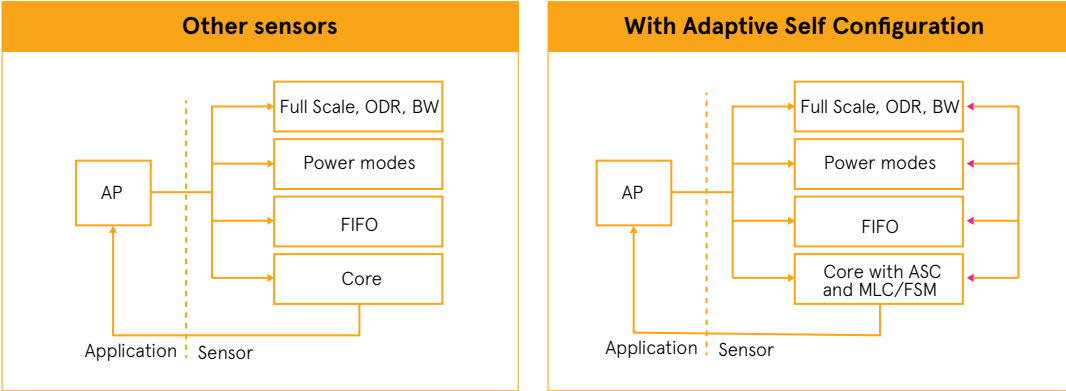 Other sensors
Full Scale, ODR, BW
Power modes
AP
FIFO
Core
Application
Sensor
With Adaptive Self Configuration
Full Scale, ODR, BW
Power modes
AP
FIFO
Core with ASC
and MLC/FSM
Application
Sensor